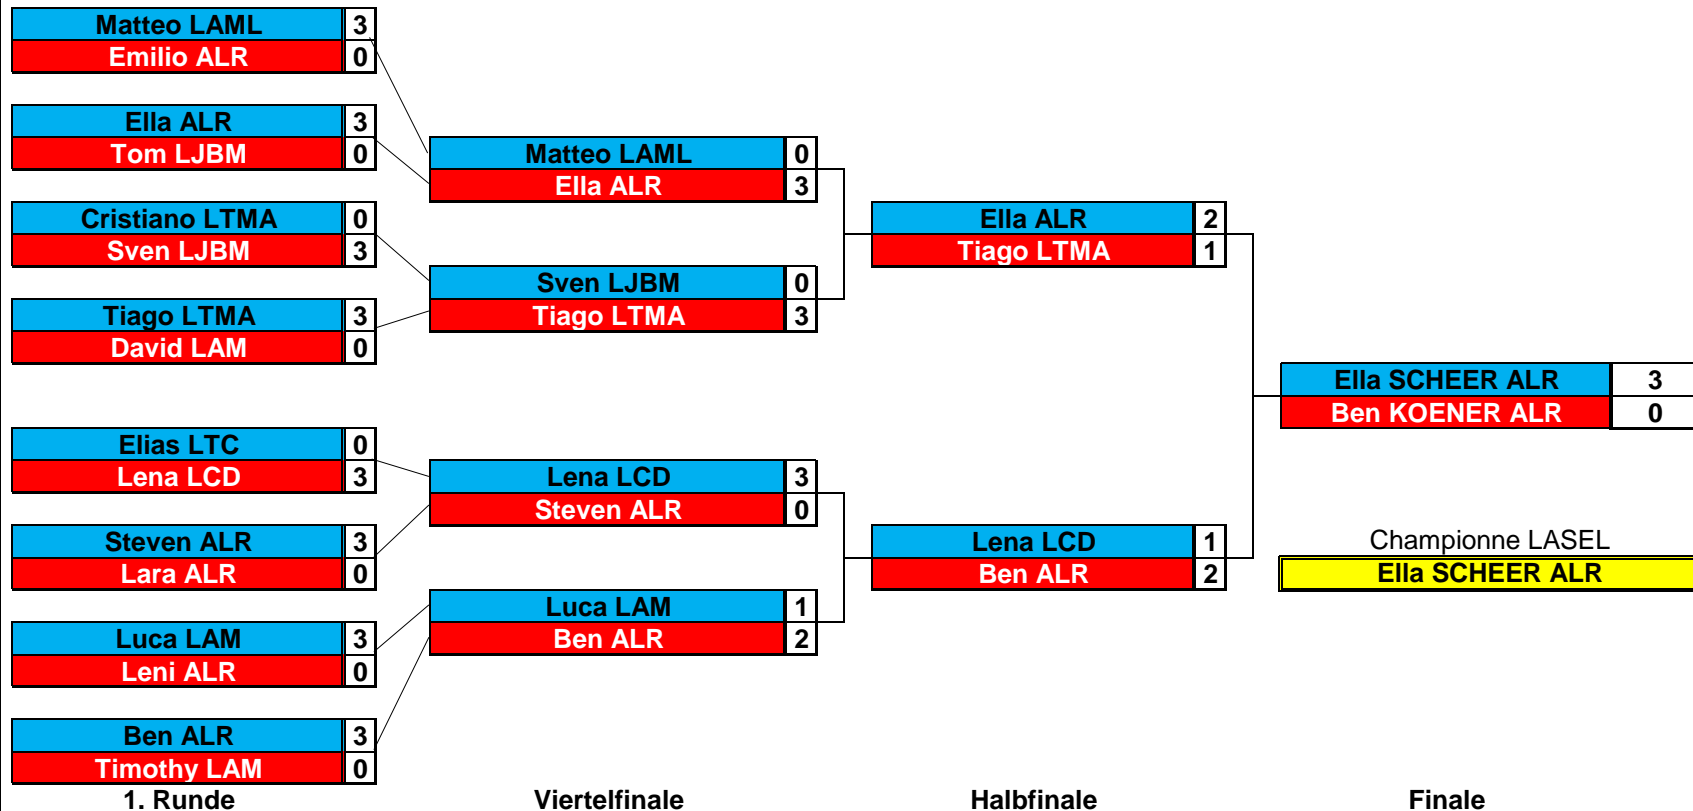 Matteo LAML 3
Emilio ALR 0
Ella ALR 3
Tom LJBM 0
Cristiano LTMA 0
Sven LJBM 3
Tiago LTMA 3
David LAM 0
Elias LTC 0
Lena LCD 3
Steven ALR 3
Lara ALR 0
Luca LAM 3
Leni ALR 0
Ben ALR 3
Timothy LAM 0
1. Runde
Matteo LAML 0
Ella ALR 3
Sven LJBM 0
Tiago LTMA 3
Lena LCD 3
Steven ALR 0
Luca LAM 1
Ben ALR 2
Viertelfinale
Ella ALR 2
Tiago LTMA 1
Lena LCD 1
Ben ALR 2
Halbfinale
Ella SCHEER ALR 3
Ben KOENER ALR 0
Championne LASEL
Ella SCHEER ALR
Finale